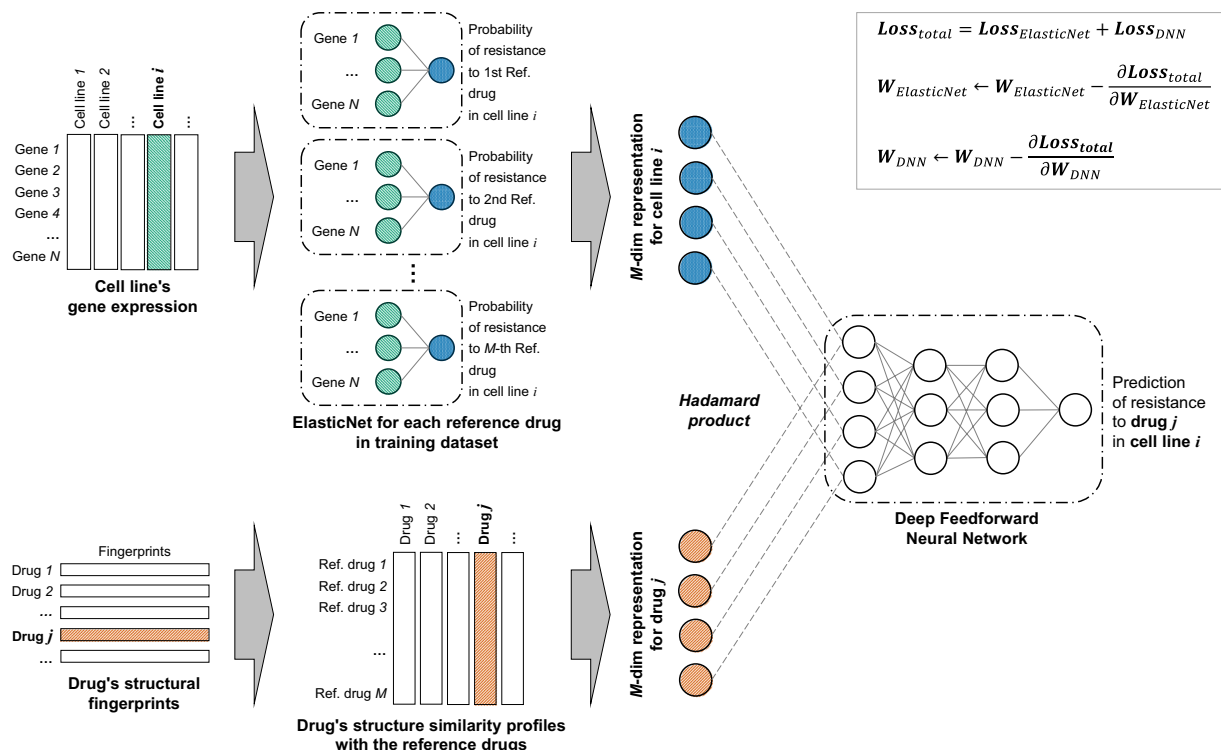 Cell line 1
Cell line 2
...
Cell line i
...
Gene 1
Gene 2
Gene 3
Gene 4
...
Gene N
Cell line's
gene expression
Gene 1
...
Gene N
Probability
of resistance
to 1st Ref.
drug
in cell line i
Gene 1
...
Gene N
Probability
of resistance
to 2nd Ref.
drug
in cell line i
...
Gene 1
...
Gene N
Probability
of resistance
to M-th Ref.
drug
in cell line i
ElasticNet for each reference drug
in training dataset
M-dim representation
for cell line i
Loss_total = Loss_ElasticNet + Loss_DNN
W_ElasticNet ← W_ElasticNet − ∂Loss_total / ∂W_ElasticNet
W_DNN ← W_DNN − ∂Loss_total / ∂W_DNN
Hadamard
product
Prediction
of resistance
to drug j
in cell line i
Deep Feedforward
Neural Network
Fingerprints
Drug 1
Drug 2
...
Drug j
...
Drug's structural
fingerprints
Drug 1
Drug 2
...
Drug j
...
Ref. drug 1
Ref. drug 2
Ref. drug 3
...
Ref. drug M
Drug's structure similarity profiles
with the reference drugs
M-dim representation
for drug j